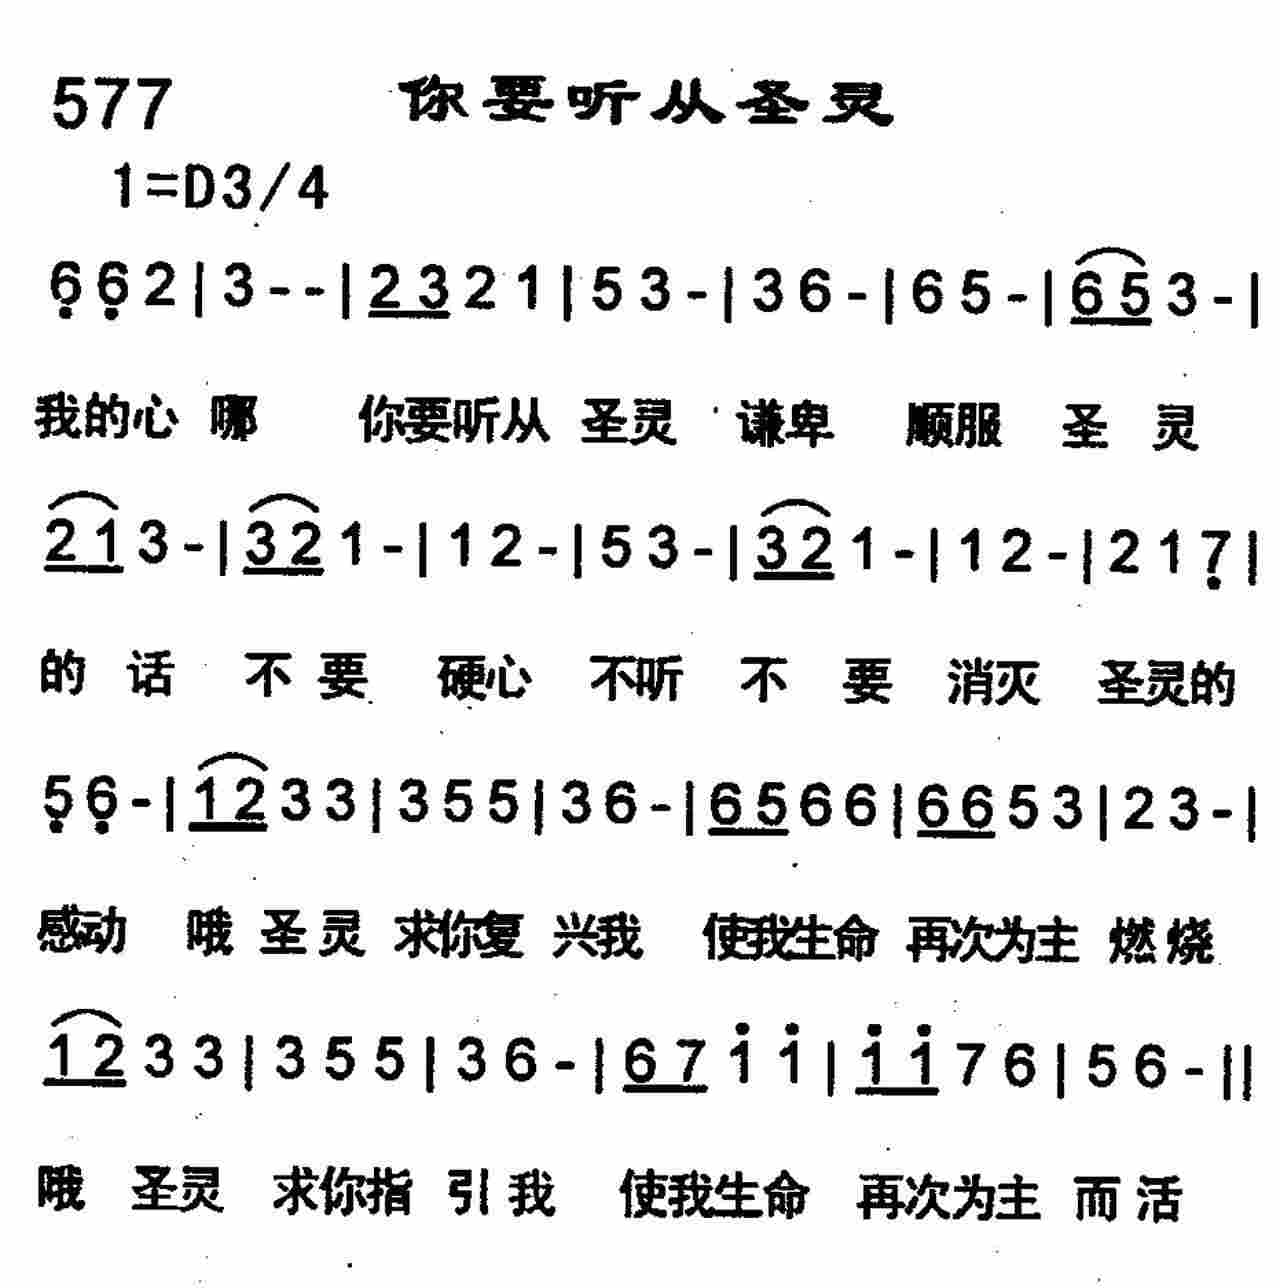 577 你要听从圣灵
1=D3/4
6̣ 6̣ 2 | 3 - - | 2 3 2 1 | 5 3 - | 3 6 - | 6 5 - | 6 5 3 - |
我的心 哪 你要听从 圣灵 谦卑 顺服 圣 灵
2 1 3 - | 3 2 1 - | 1 2 - | 5 3 - | 3 2 1 - | 1 2 - | 2 1 7̣ |
的 话 不 要 硬心 不听 不 要 消灭 圣灵的
5̣ 6̣ - | 1 2 3 3 | 3 5 5 | 3 6 - | 6 5 6 6 | 6 6 5 3 | 2 3 - |
感动 哦 圣 灵 求你复 兴我 使我生命 再次为主 燃烧
1 2 3 3 | 3 5 5 | 3 6 - | 6 7 1̇ 1̇ | 1̇ 1̇ 7 6 | 5 6 - ||
哦 圣灵 求你指 引我 使我生命 再次为主 而活